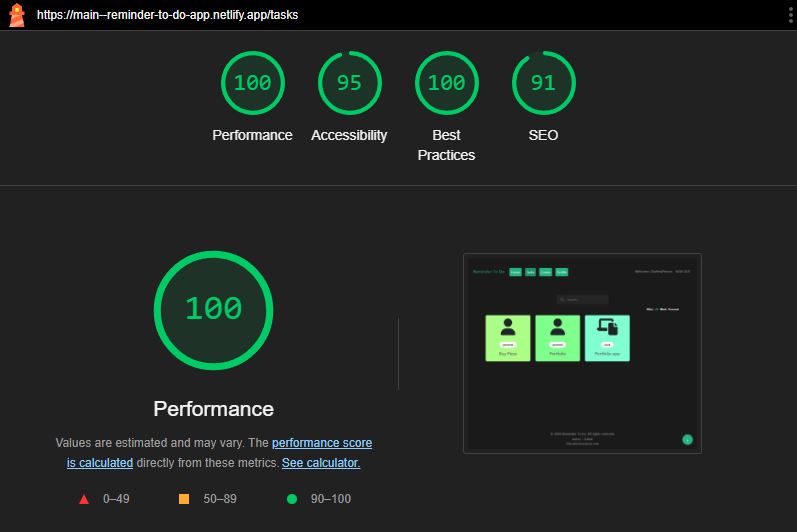 https://main--reminder-to-do-app.netlify.app/tasks
100
95
100
91
Performance
Accessibility
Best
Practices
SEO
100
Performance
Values are estimated and may vary. The performance score
is calculated directly from these metrics. See calculator.
0–49
50–89
90–100
Reminder To Do
Buy Pizza
Portfolio
Portfolio app